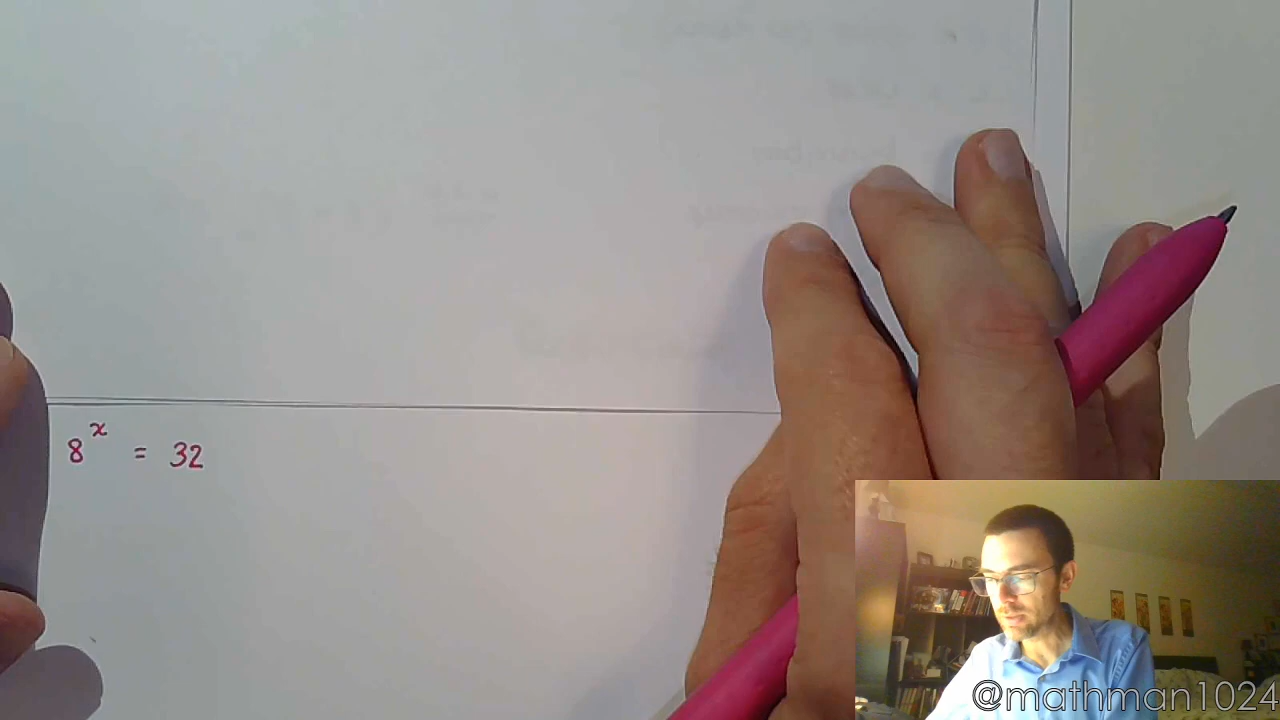 8^x = 32
@mathman1024